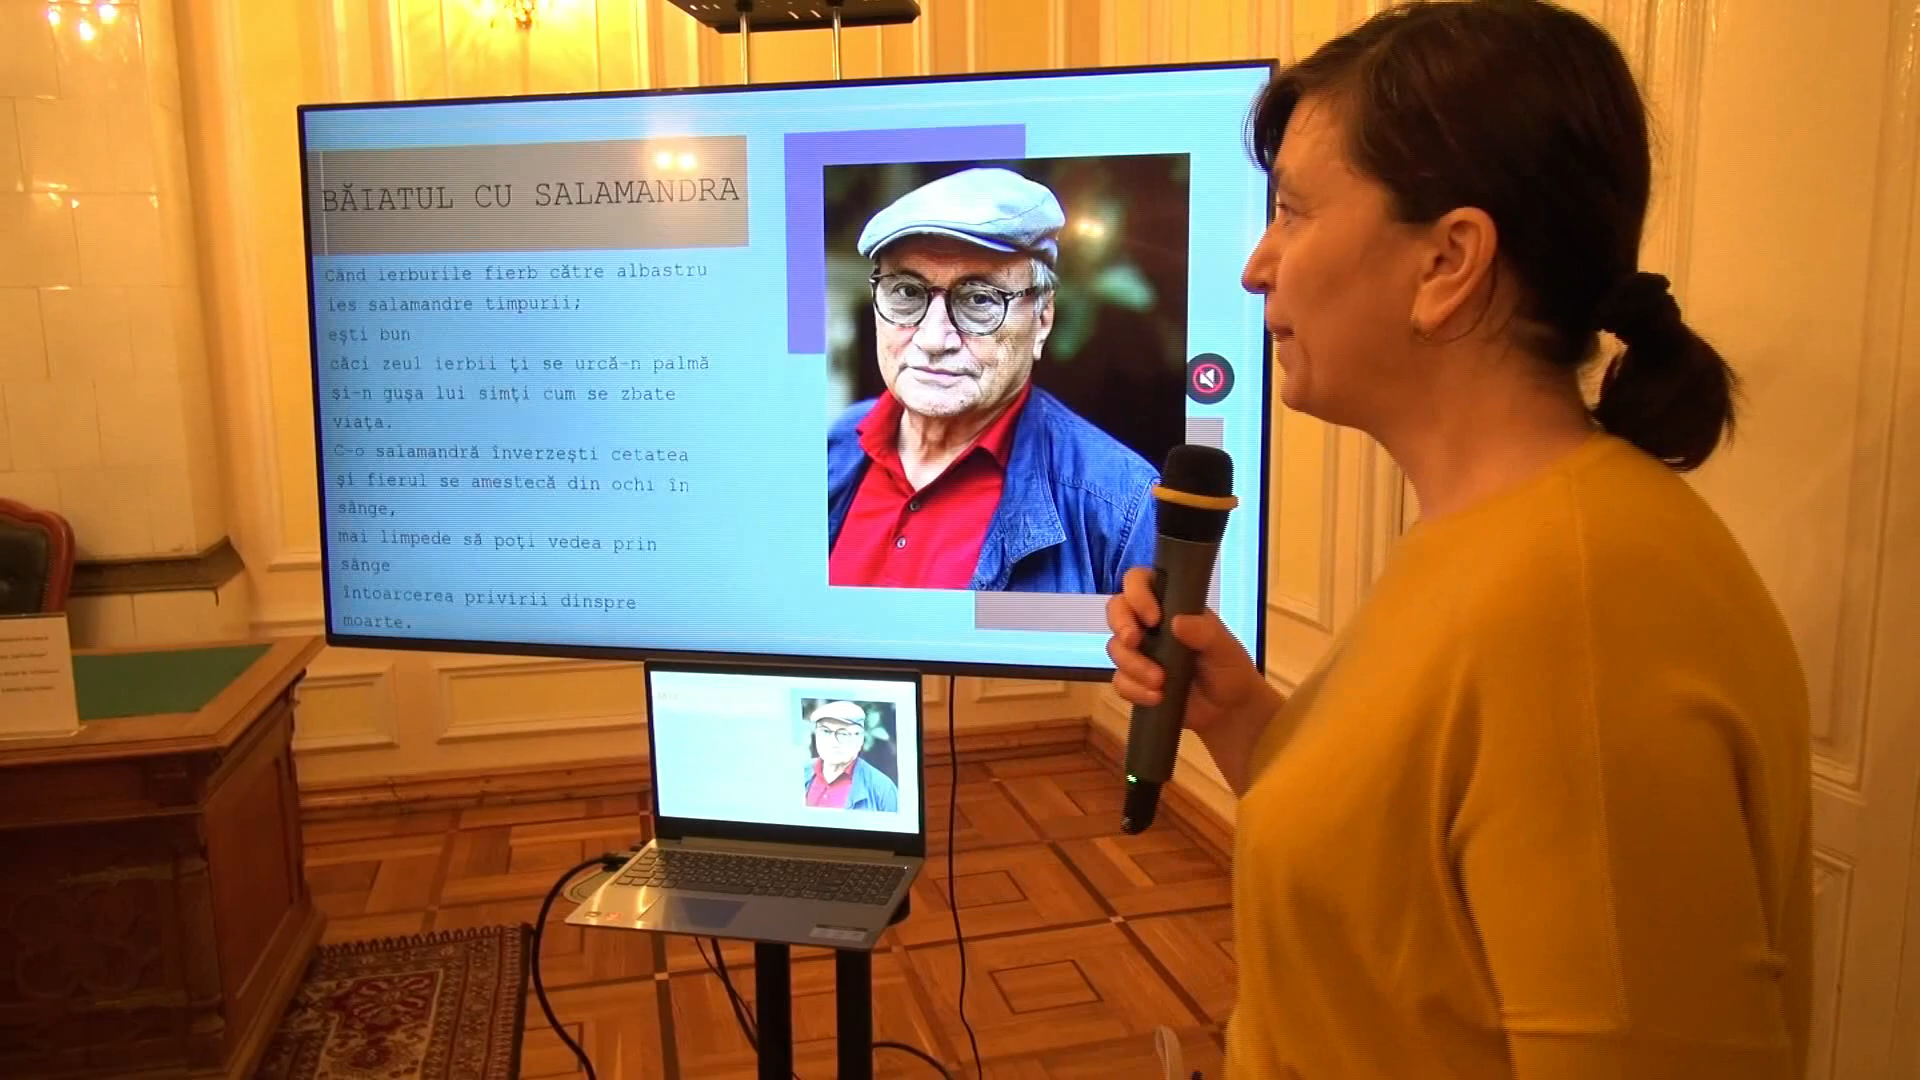 BĂIATUL CU SALAMANDRA
Când ierburile fierb către albastru
ies salamandre timpurii;
ești bun
căci zeul ierbii ți se urcă-n palmă
și-n gușa lui simți cum se zbate
viața.
C-o salamandră înverzești cetatea
și fierul se amestecă din ochi în
sânge,
mai limpede să poți vedea prin
sânge
întoarcerea privirii dinspre
moarte.